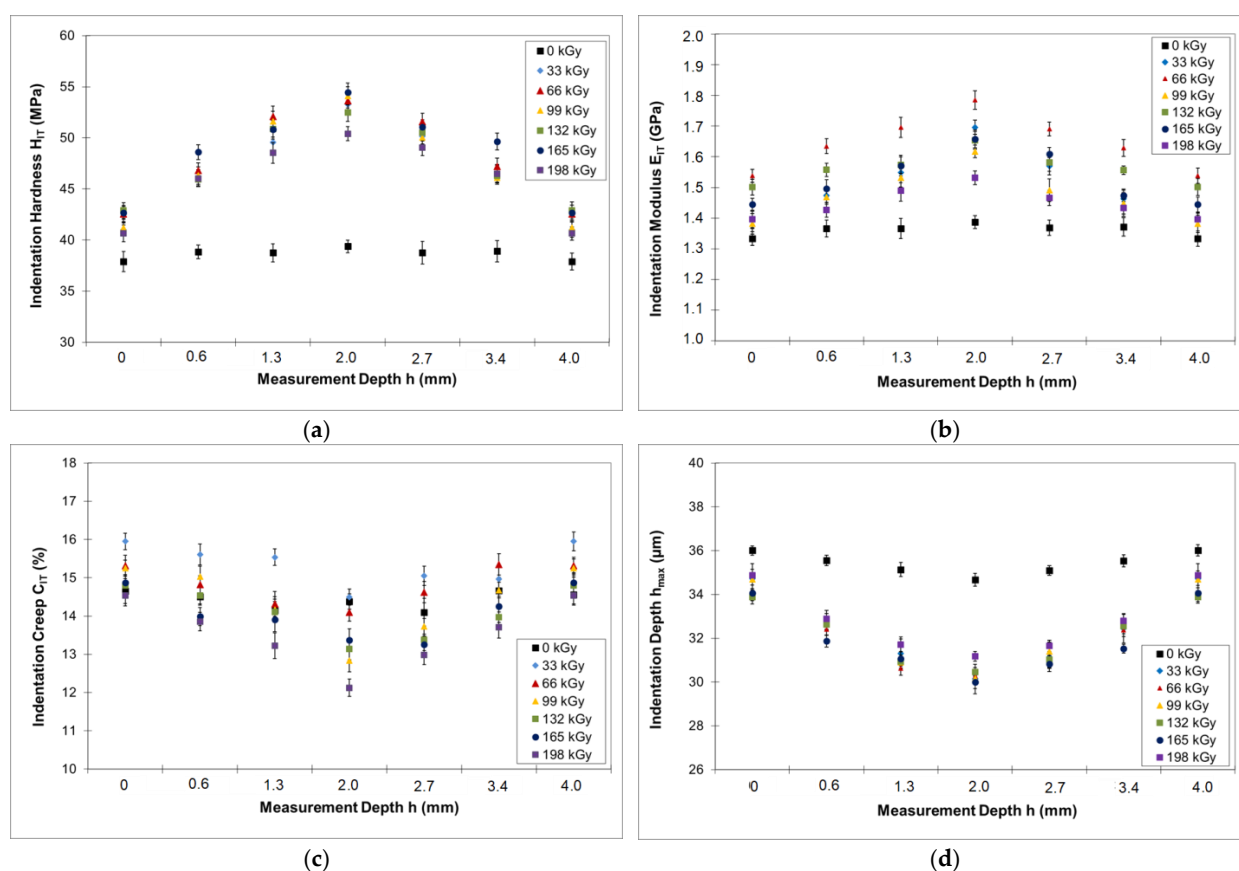 60
55
50
45
40
35
30
Indentation Hardness HIT (MPa)
0 kGy
33 kGy
66 kGy
99 kGy
132 kGy
165 kGy
198 kGy
0 0.6 1.3 2.0 2.7 3.4 4.0
Measurement Depth h (mm)
(a)
2.0
1.9
1.8
1.7
1.6
1.5
1.4
1.3
1.2
1.1
1.0
Indentation Modulus EIT (GPa)
0 kGy
33 kGy
66 kGy
99 kGy
132 kGy
165 kGy
198 kGy
0 0.6 1.3 2.0 2.7 3.4 4.0
Measurement Depth h (mm)
(b)
18
17
16
15
14
13
12
11
10
Indentation Creep CIT (%)
0 kGy
33 kGy
66 kGy
99 kGy
132 kGy
165 kGy
198 kGy
0 0.6 1.3 2.0 2.7 3.4 4.0
Measurement Depth h (mm)
(c)
40
38
36
34
32
30
28
26
Indentation Depth hmax (µm)
0 kGy
33 kGy
66 kGy
99 kGy
132 kGy
165 kGy
198 kGy
0 0.6 1.3 2.0 2.7 3.4 4.0
Measurement Depth h (mm)
(d)